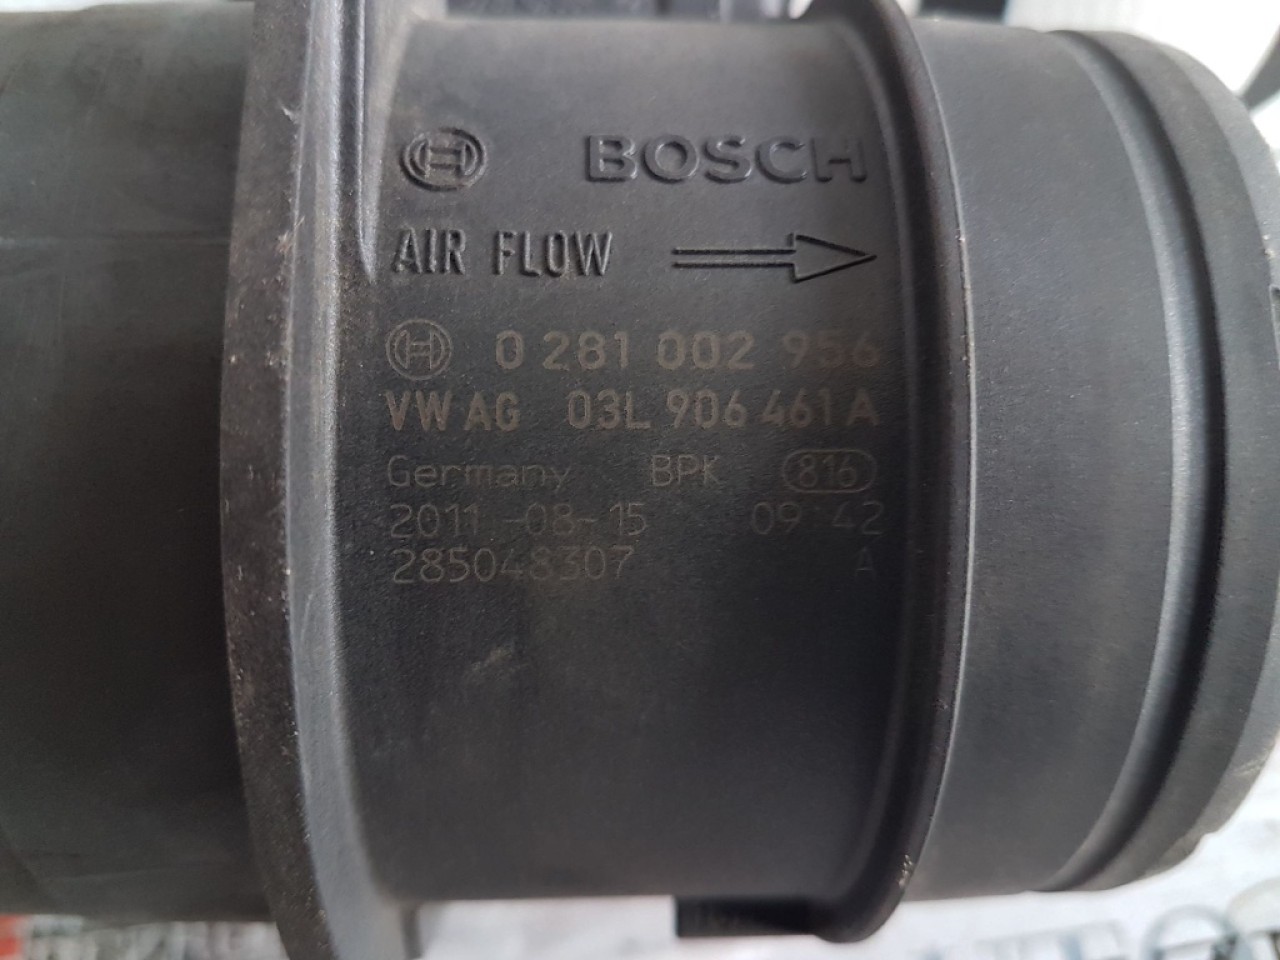 BOSCH
AIR FLOW
0 281 002 956
VW AG 03L 906 461 A
Germany BPK 816
2011-08-15 09:42
285048307 A